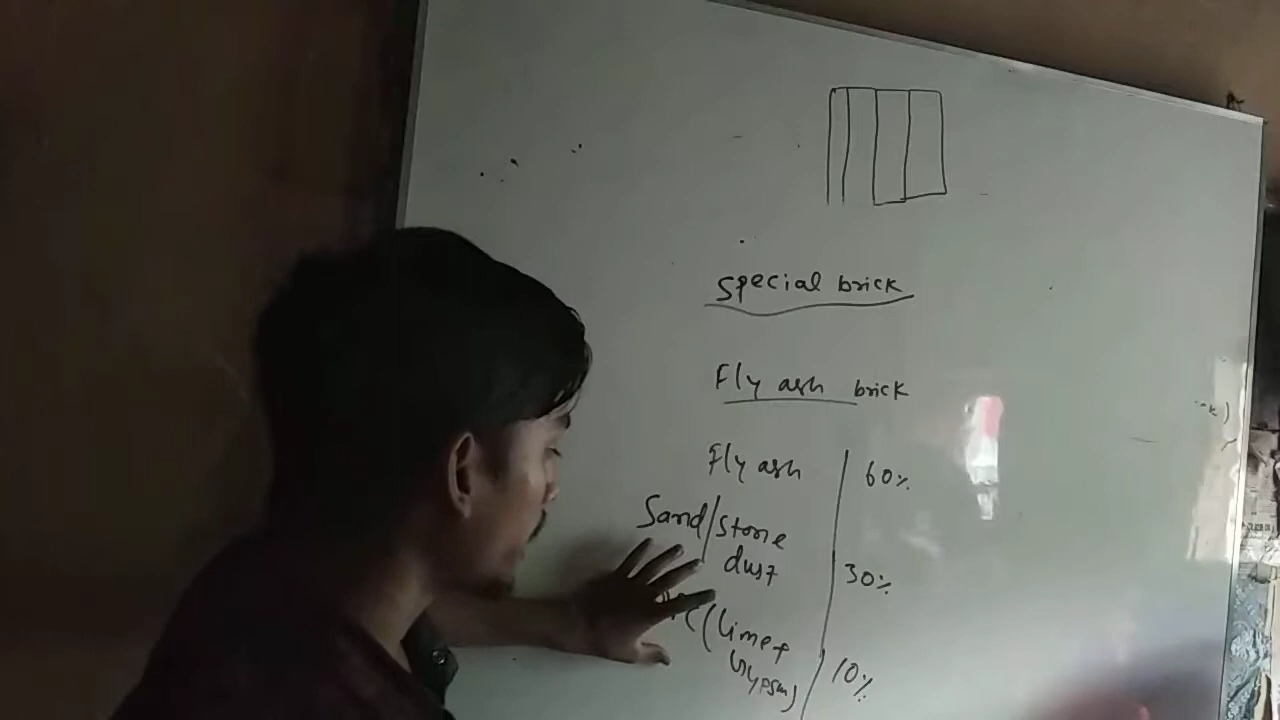 Special brick
Fly ash brick
Fly ash 60%
Sand/stone
dust 30%
(lime+
Gypsum) 10%